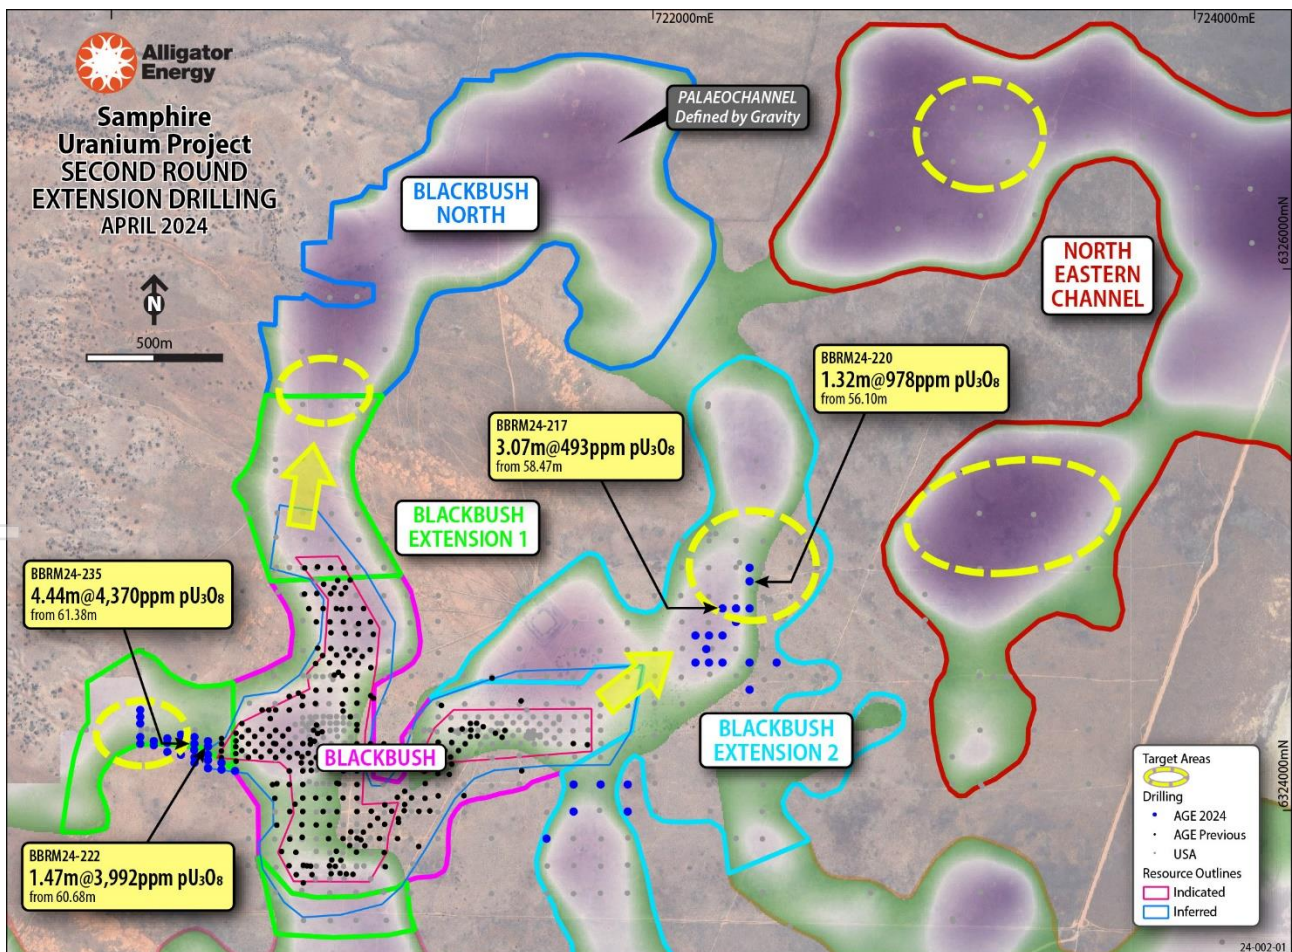 722000mE
724000mE
Alligator
Energy
Samphire
Uranium Project
SECOND ROUND
EXTENSION DRILLING
APRIL 2024
N
500m
PALAEOCHANNEL
Defined by Gravity
BLACKBUSH
NORTH
NORTH
EASTERN
CHANNEL
6326000mN
BBRM24-220
1.32m@978ppm pU₃O₈
from 56.10m
BBRM24-217
3.07m@493ppm pU₃O₈
from 58.47m
BLACKBUSH
EXTENSION 1
BBRM24-235
4.44m@4,370ppm pU₃O₈
from 61.38m
BLACKBUSH
BLACKBUSH
EXTENSION 2
BBRM24-222
1.47m@3,992ppm pU₃O₈
from 60.68m
6324000mN
Target Areas
Drilling
AGE 2024
AGE Previous
USA
Resource Outlines
Indicated
Inferred
24-002-01